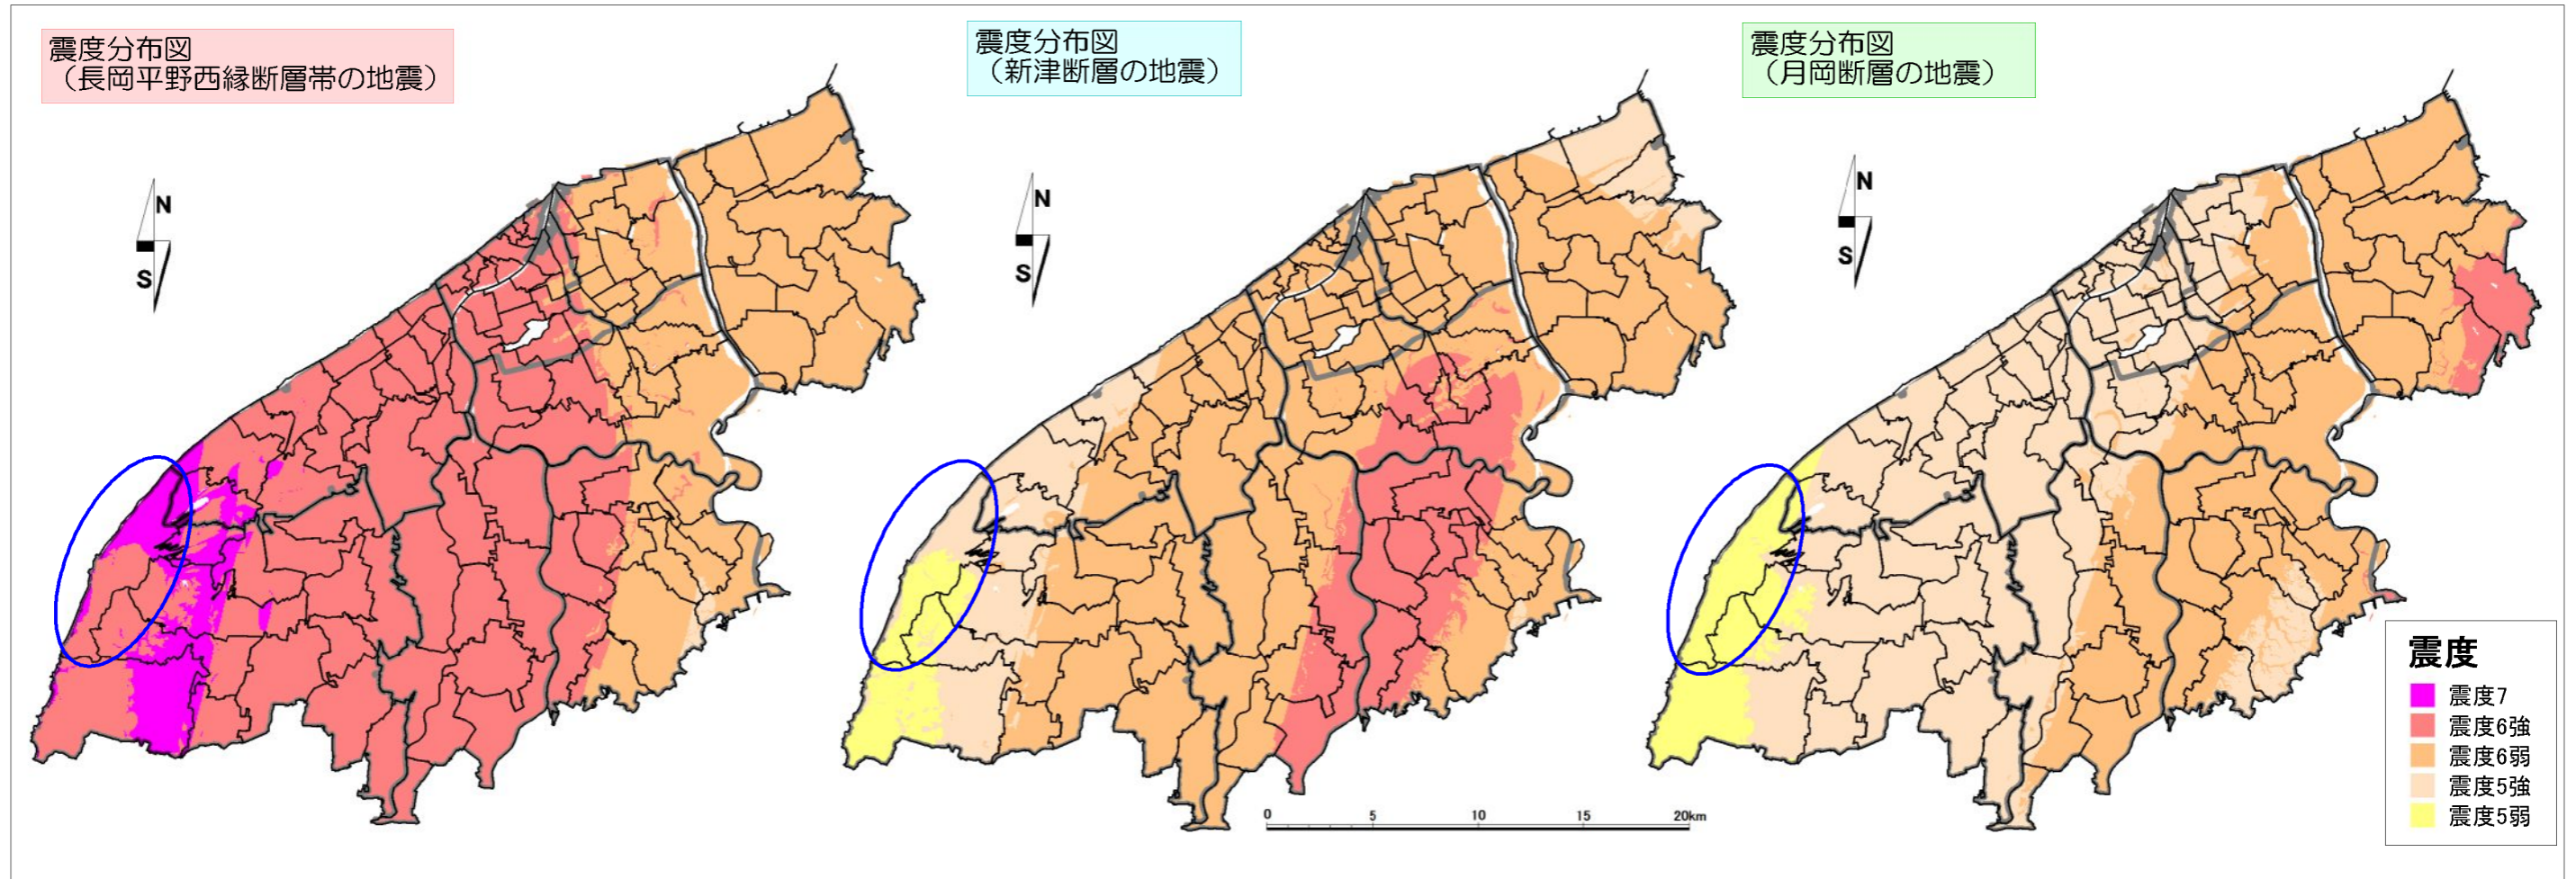 震度分布図
（長岡平野西縁断層帯の地震）
震度分布図
（新津断層の地震）
震度分布図
（月岡断層の地震）
N
S
N
S
N
S
0 5 10 15 20km
震度
震度7
震度6強
震度6弱
震度5強
震度5弱